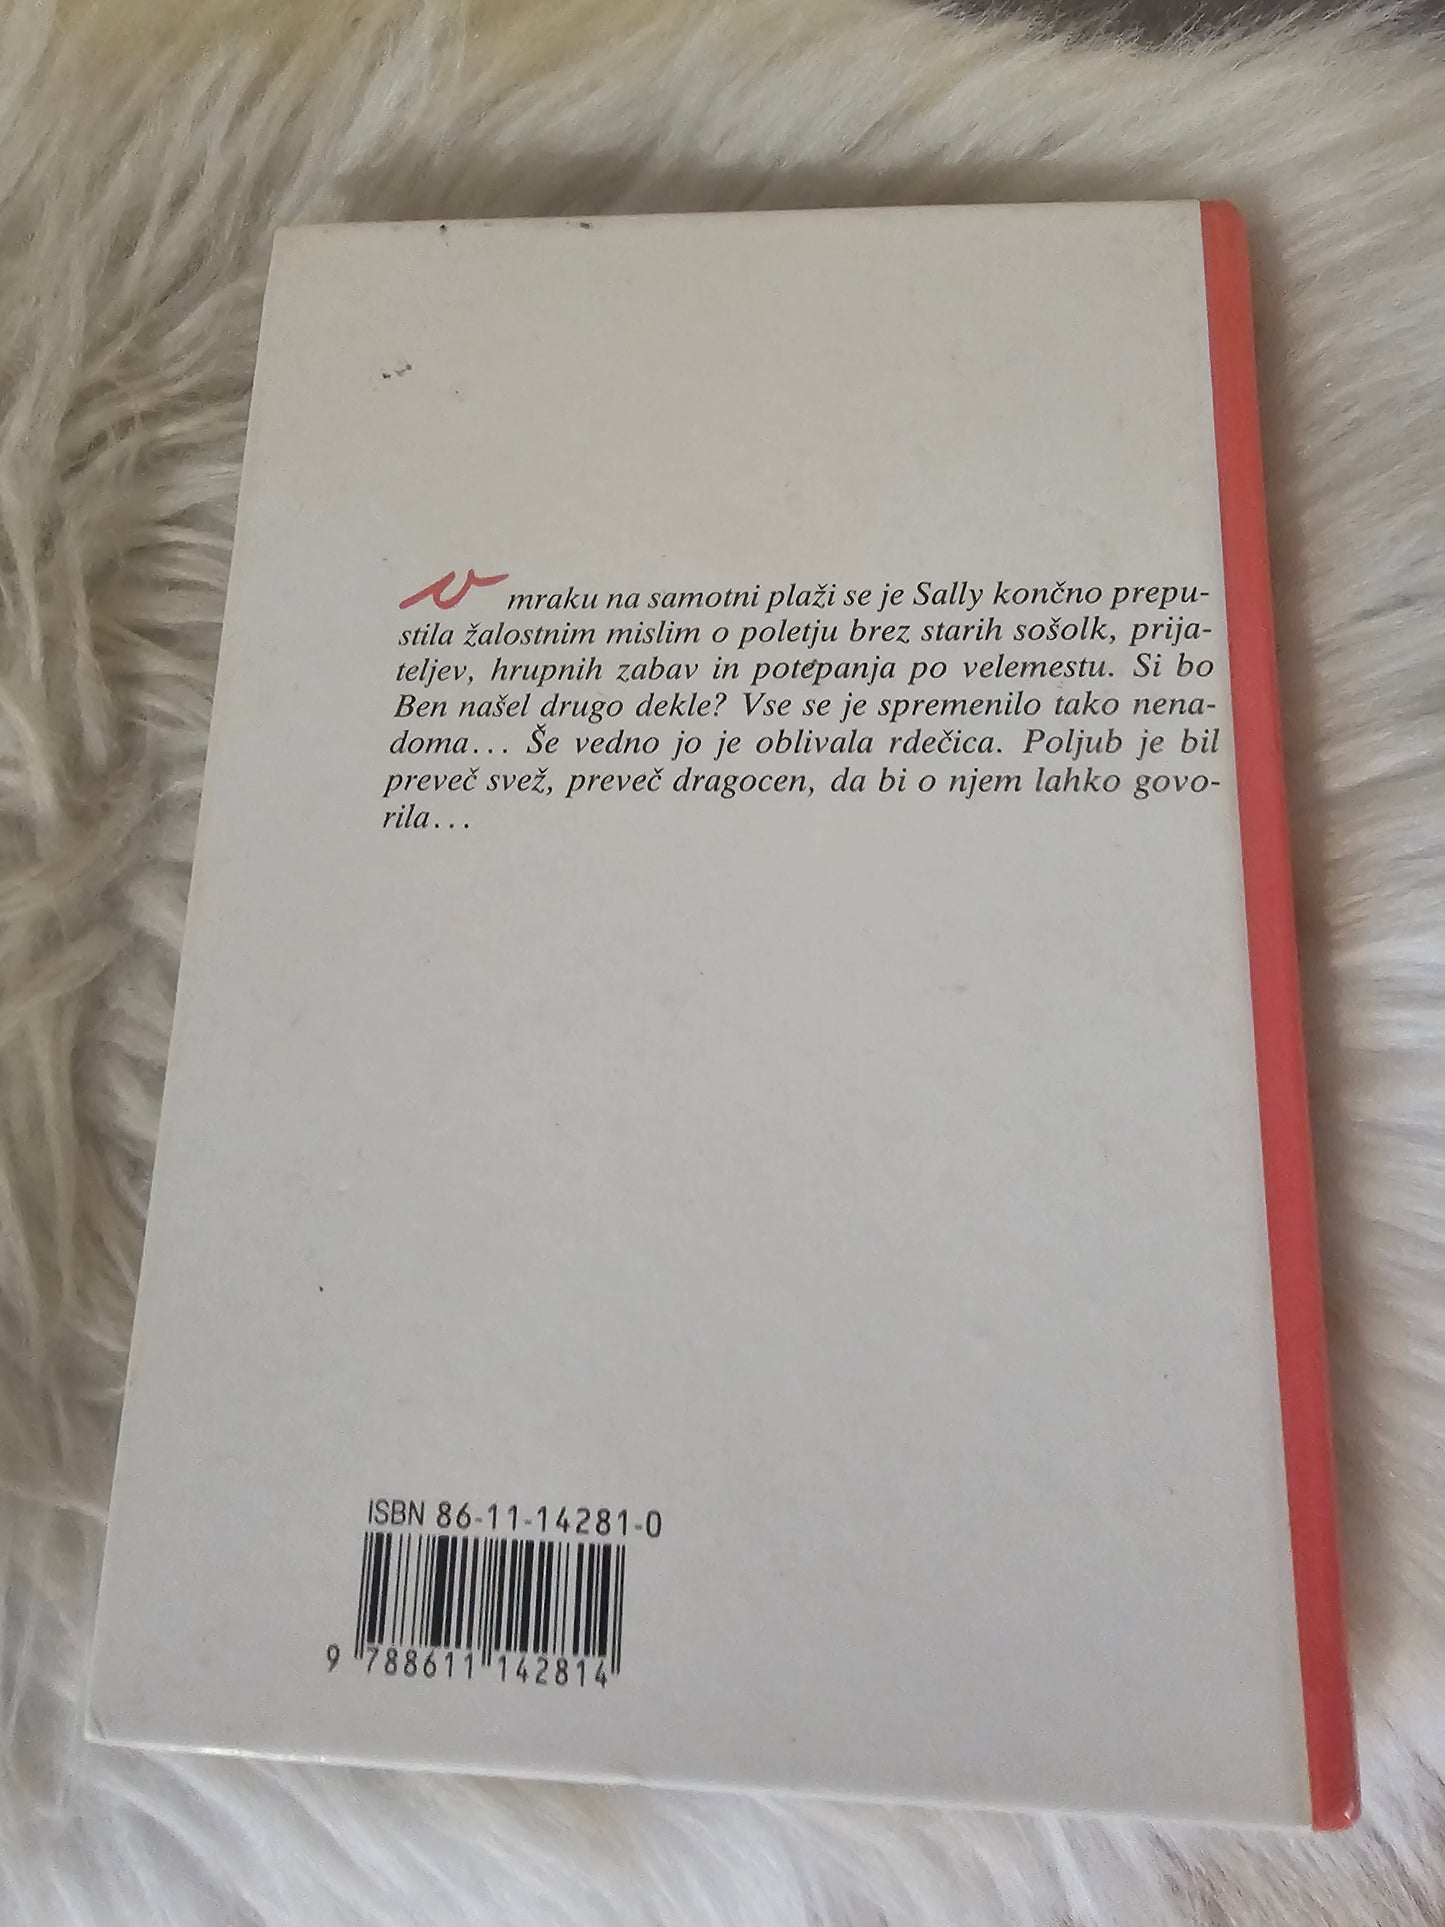 V mraku na samotni plaži se je Sally končno prepu-
stila žalostnim mislim o poletju brez starih sošolk, prija-
teljev, hrupnih zabav in potepanja po velemestu. Si bo
Ben našel drugo dekle? Vse se je spremenilo tako nena-
doma... Še vedno jo je oblivala rdečica. Poljub je bil
preveč svež, preveč dragocen, da bi o njem lahko govo-
rila...
ISBN 86-11-14281-0
9 788611 142814